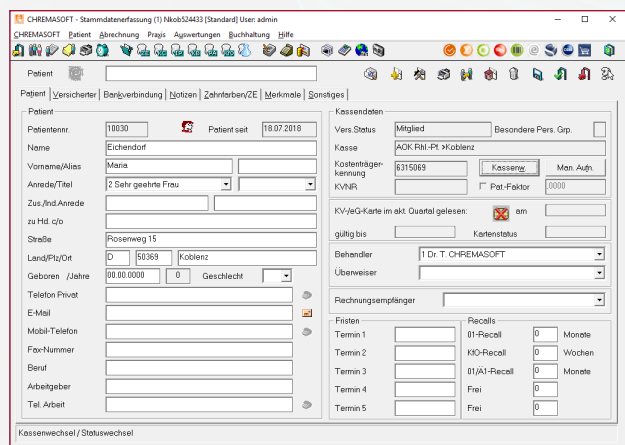 CHREMASOFT - Stammdatenerfassung (1) Nkob524433 [Standard] User: admin
CHREMASOFT Patient Abrechnung Praxis Auswertungen Buchhaltung Hilfe
Patient
Patient Versicherter Bankverbindung Notizen Zahnfarben/ZE Merkmale Sonstiges
Patient
Patientennr. 10030 Patient seit 18.07.2018
Name Eichendorf
Vorname/Alias Maria
Anrede/Titel 2 Sehr geehrte Frau
Zus./Ind.Anrede
zu Hd. c/o
Straße Rosenweg 15
Land/Plz/Ort D 50369 Koblenz
Geboren /Jahre 00.00.0000 0 Geschlecht
Telefon Privat
E-Mail
Mobil-Telefon
Fax-Nummer
Beruf
Arbeitgeber
Tel. Arbeit
Kassendaten
Vers.Status Mitglied Besondere Pers. Grp.
Kasse AOK Rhl.-Pf. >Koblenz
Kostenträger-
kennung 6315069 Kassenw. Man. Aufn.
KVNR Pat.-Faktor ,0000
KV-/eG-Karte im akt. Quartal gelesen: am
gültig bis Kartenstatus
Behandler 1 Dr. T. CHREMASOFT
Überweiser
Rechnungsempfänger
Fristen
Termin 1
Termin 2
Termin 3
Termin 4
Termin 5
Recalls
01-Recall 0 Monate
KfO-Recall 0 Wochen
01/Ä1-Recall 0 Monate
Frei 0
Frei 0
Kassenwechsel / Statuswechsel